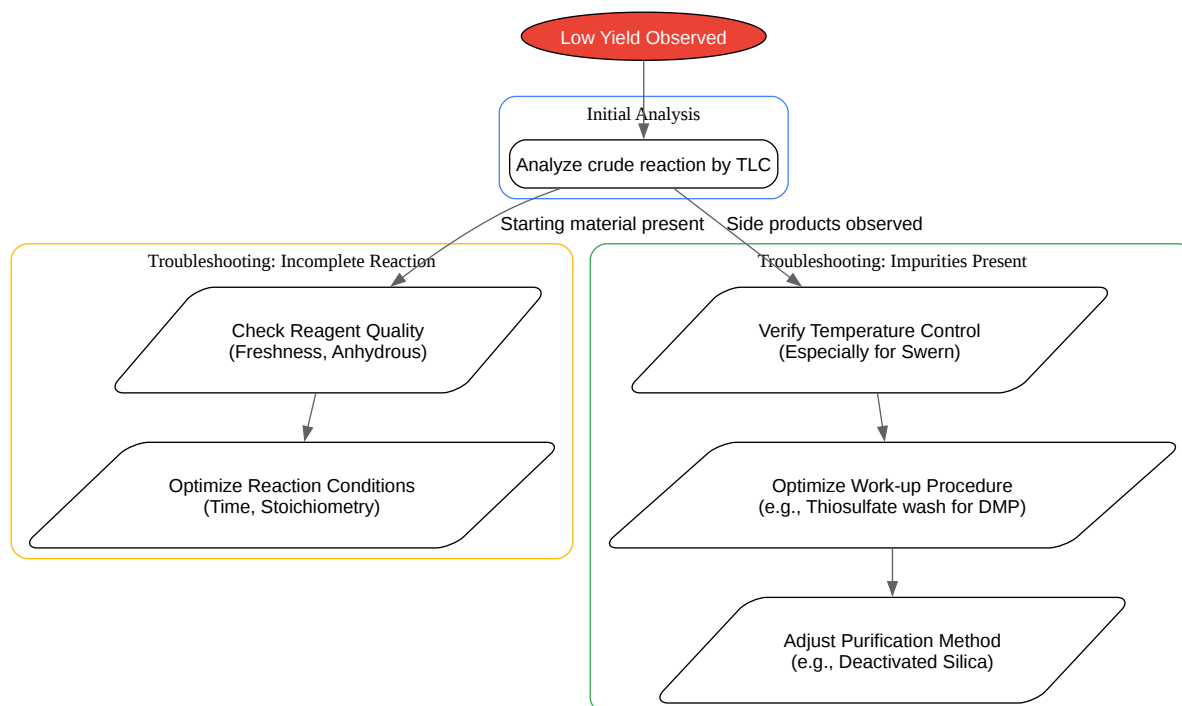 Low Yield Observed
Initial Analysis
Analyze crude reaction by TLC
Starting material present
Side products observed
Troubleshooting: Incomplete Reaction
Check Reagent Quality
(Freshness, Anhydrous)
Optimize Reaction Conditions
(Time, Stoichiometry)
Troubleshooting: Impurities Present
Verify Temperature Control
(Especially for Swern)
Optimize Work-up Procedure
(e.g., Thiosulfate wash for DMP)
Adjust Purification Method
(e.g., Deactivated Silica)